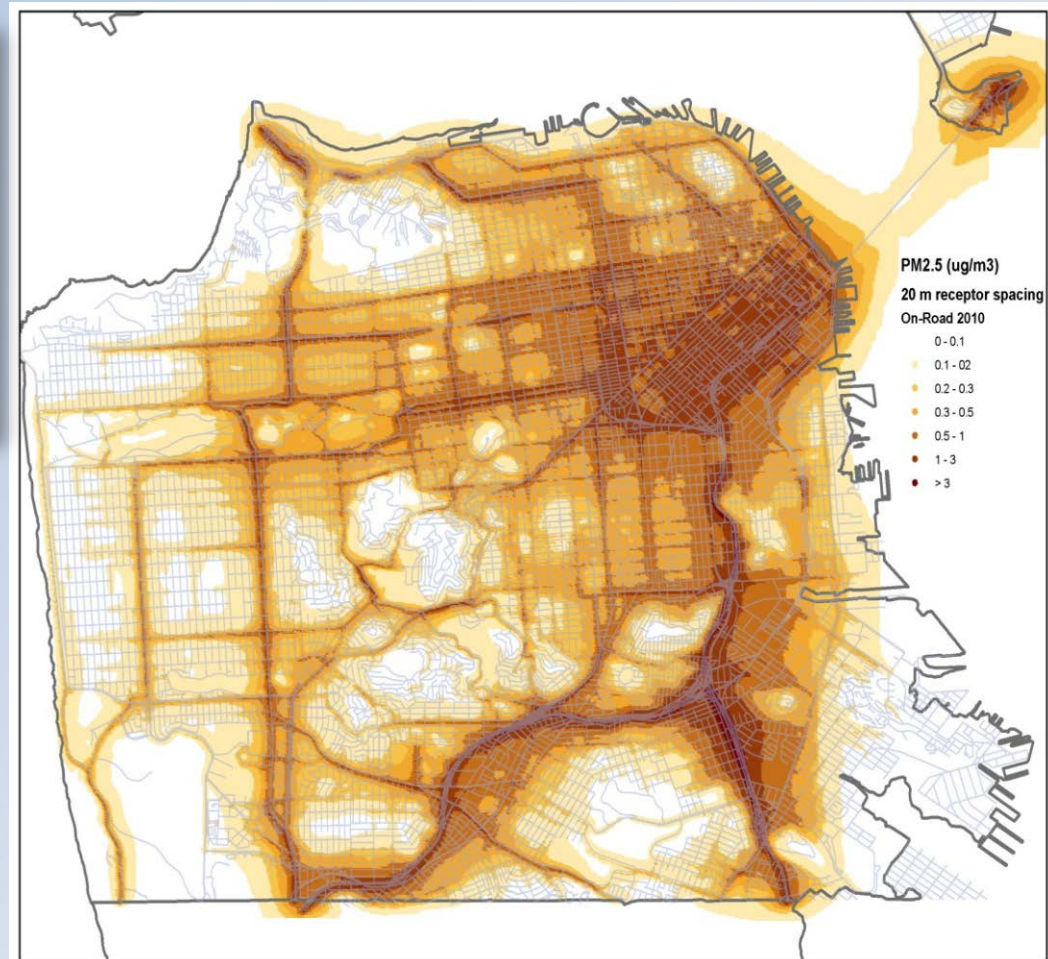 PM2.5 (ug/m3)
20 m receptor spacing
On-Road 2010
0 - 0.1
0.1 - 02
0.2 - 0.3
0.3 - 0.5
0.5 - 1
1 - 3
> 3